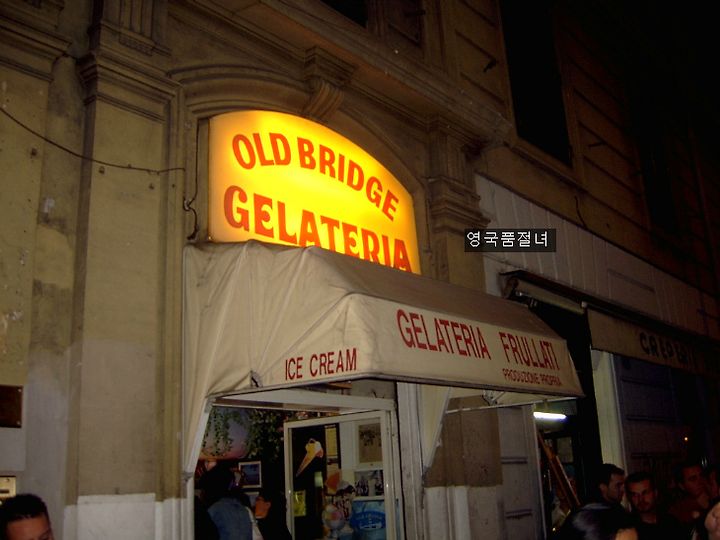 OLD BRIDGE
GELATERIA
영국품절녀
GELATERIA FRULLATI
PRODUZIONE PROPRIA
ICE CREAM